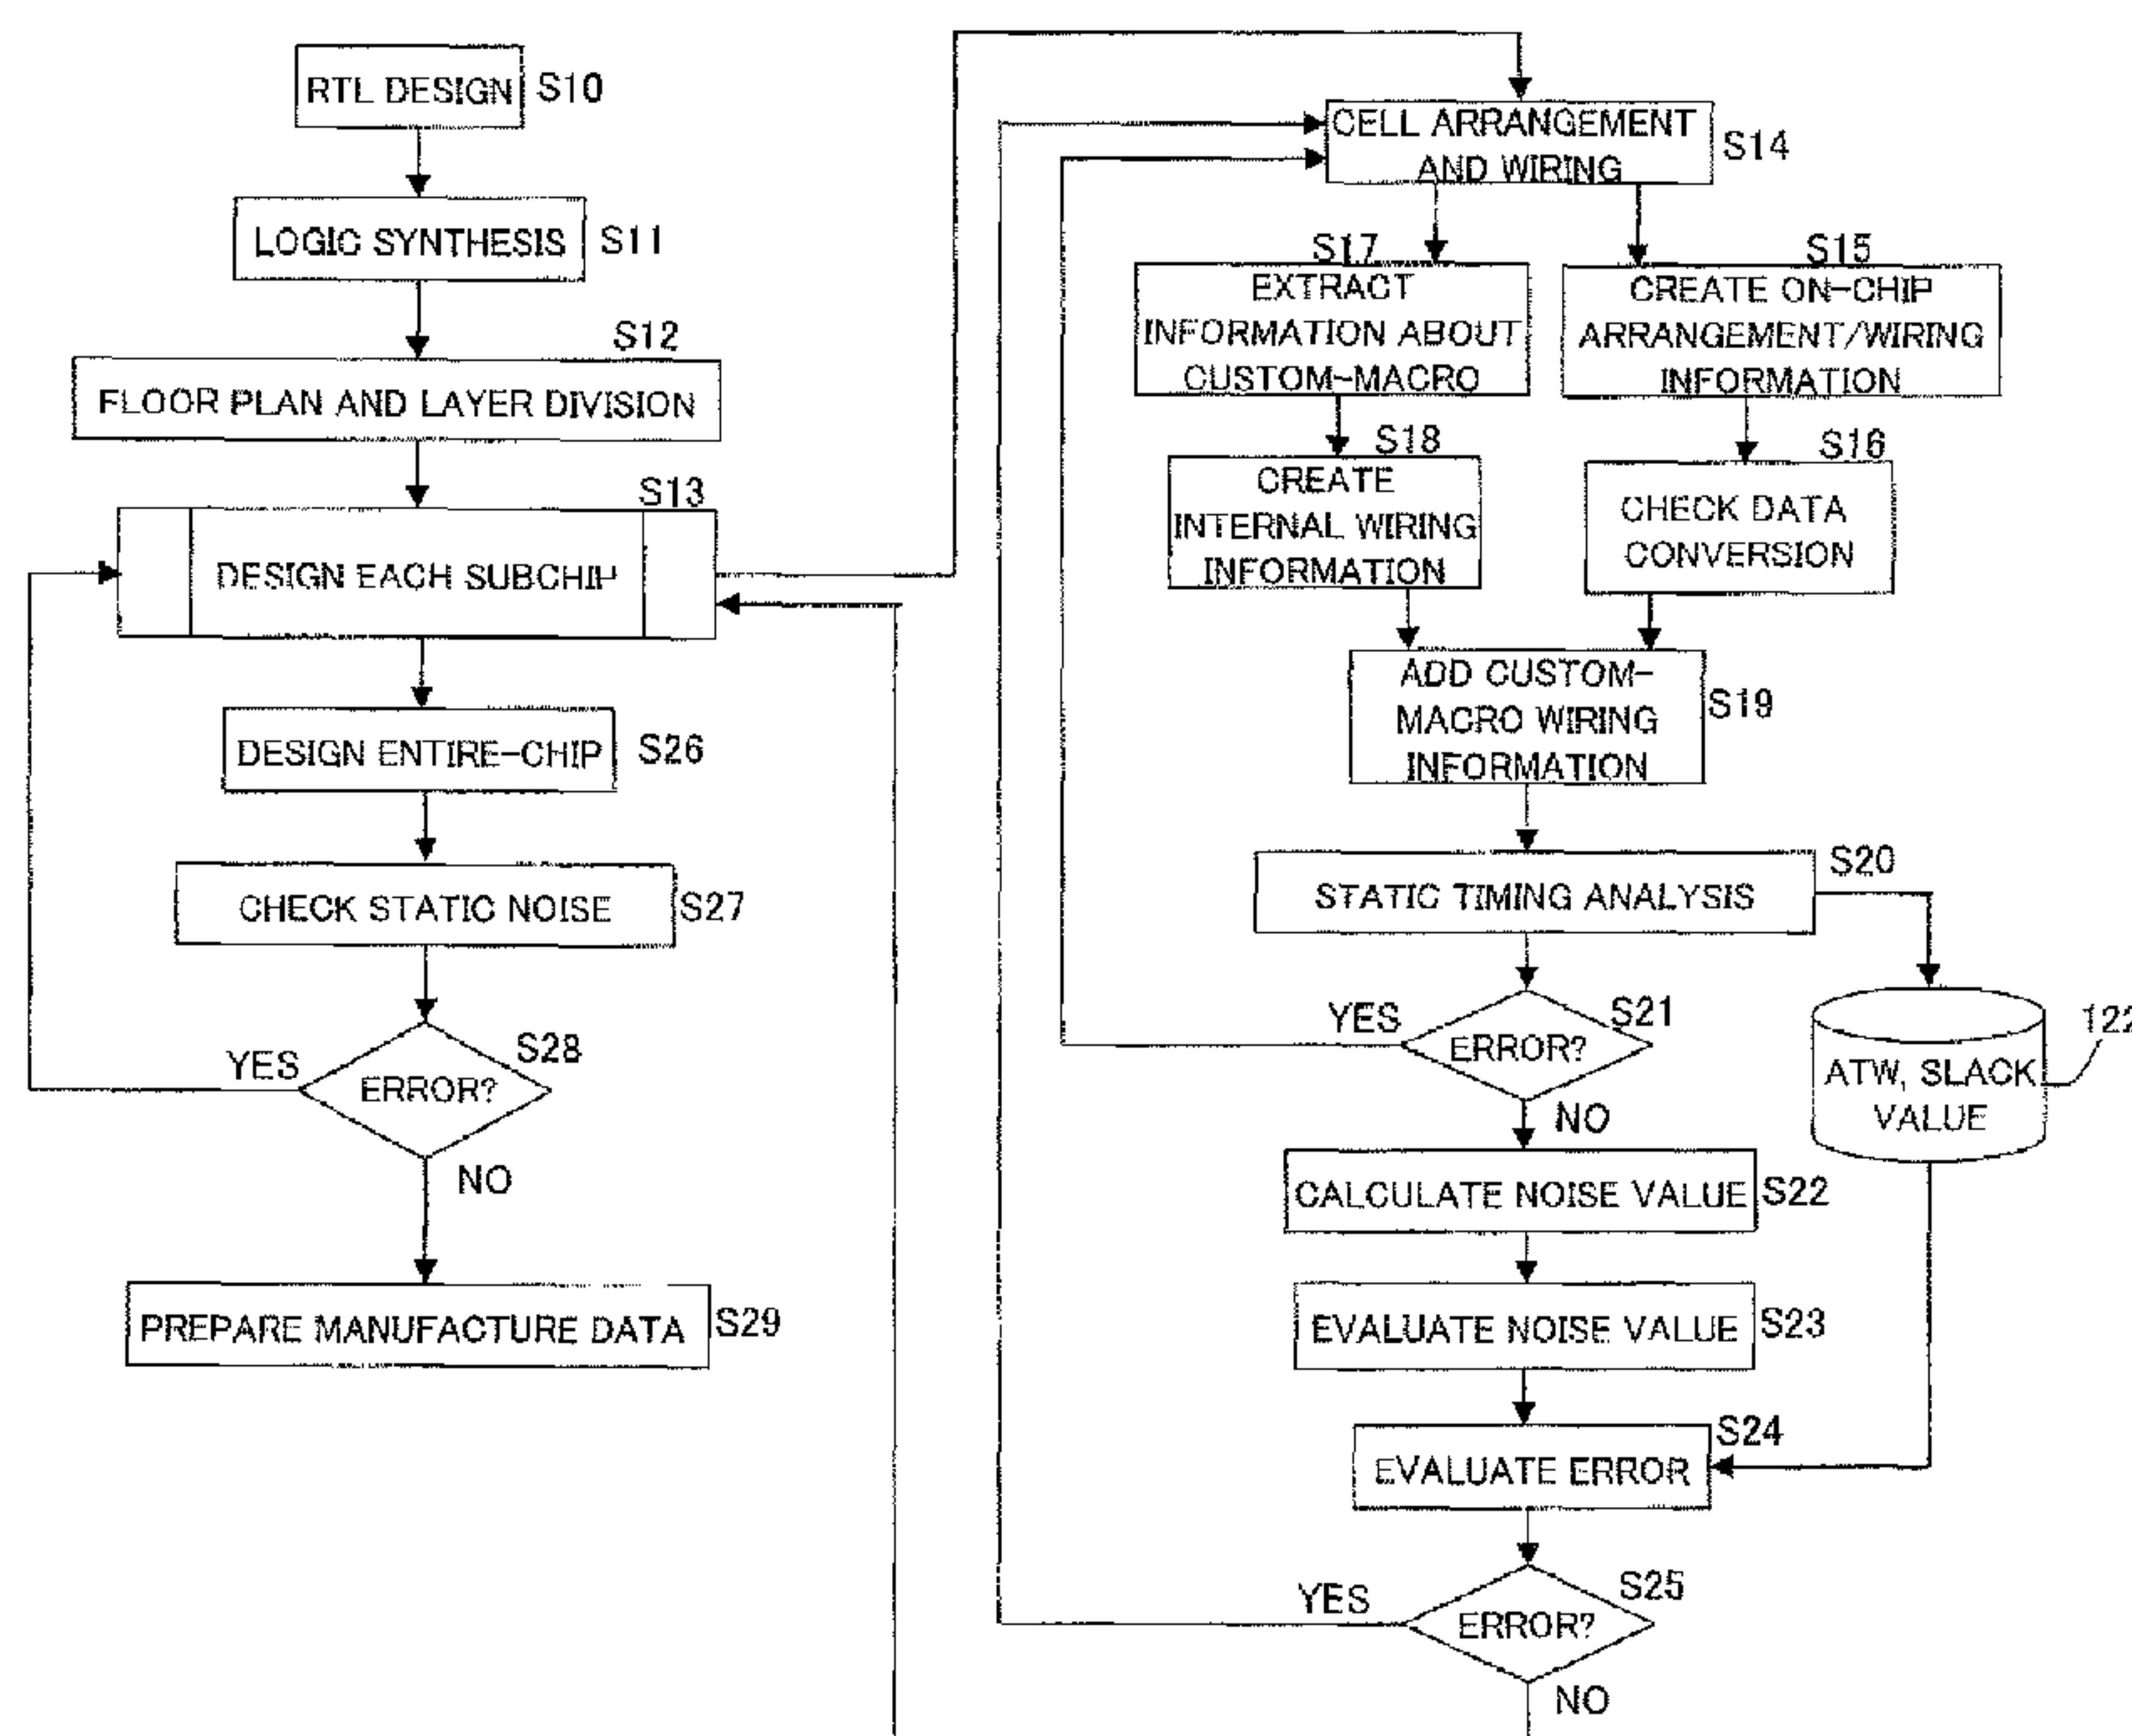 RTL DESIGN
S10
LOGIC SYNTHESIS
S11
S12
FLOOR PLAN AND LAYER DIVISION
S13
DESIGN EACH SUBCHIP
DESIGN ENTIRE-CHIP
S26
CHECK STATIC NOISE
S27
S28
YES
ERROR?
NO
PREPARE MANUFACTURE DATA
S29
CELL ARRANGEMENT
AND WIRING
S14
S17
EXTRACT
INFORMATION ABOUT
CUSTOM-MACRO
S15
CREATE ON-CHIP
ARRANGEMENT/WIRING
INFORMATION
S18
CREATE
INTERNAL WIRING
INFORMATION
S16
CHECK DATA
CONVERSION
ADD CUSTOM-
MACRO WIRING
INFORMATION
S19
S20
STATIC TIMING ANALYSIS
S21
YES
ERROR?
NO
122
ATW, SLACK
VALUE
CALCULATE NOISE VALUE
S22
EVALUATE NOISE VALUE
S23
S24
EVALUATE ERROR
S25
YES
ERROR?
NO